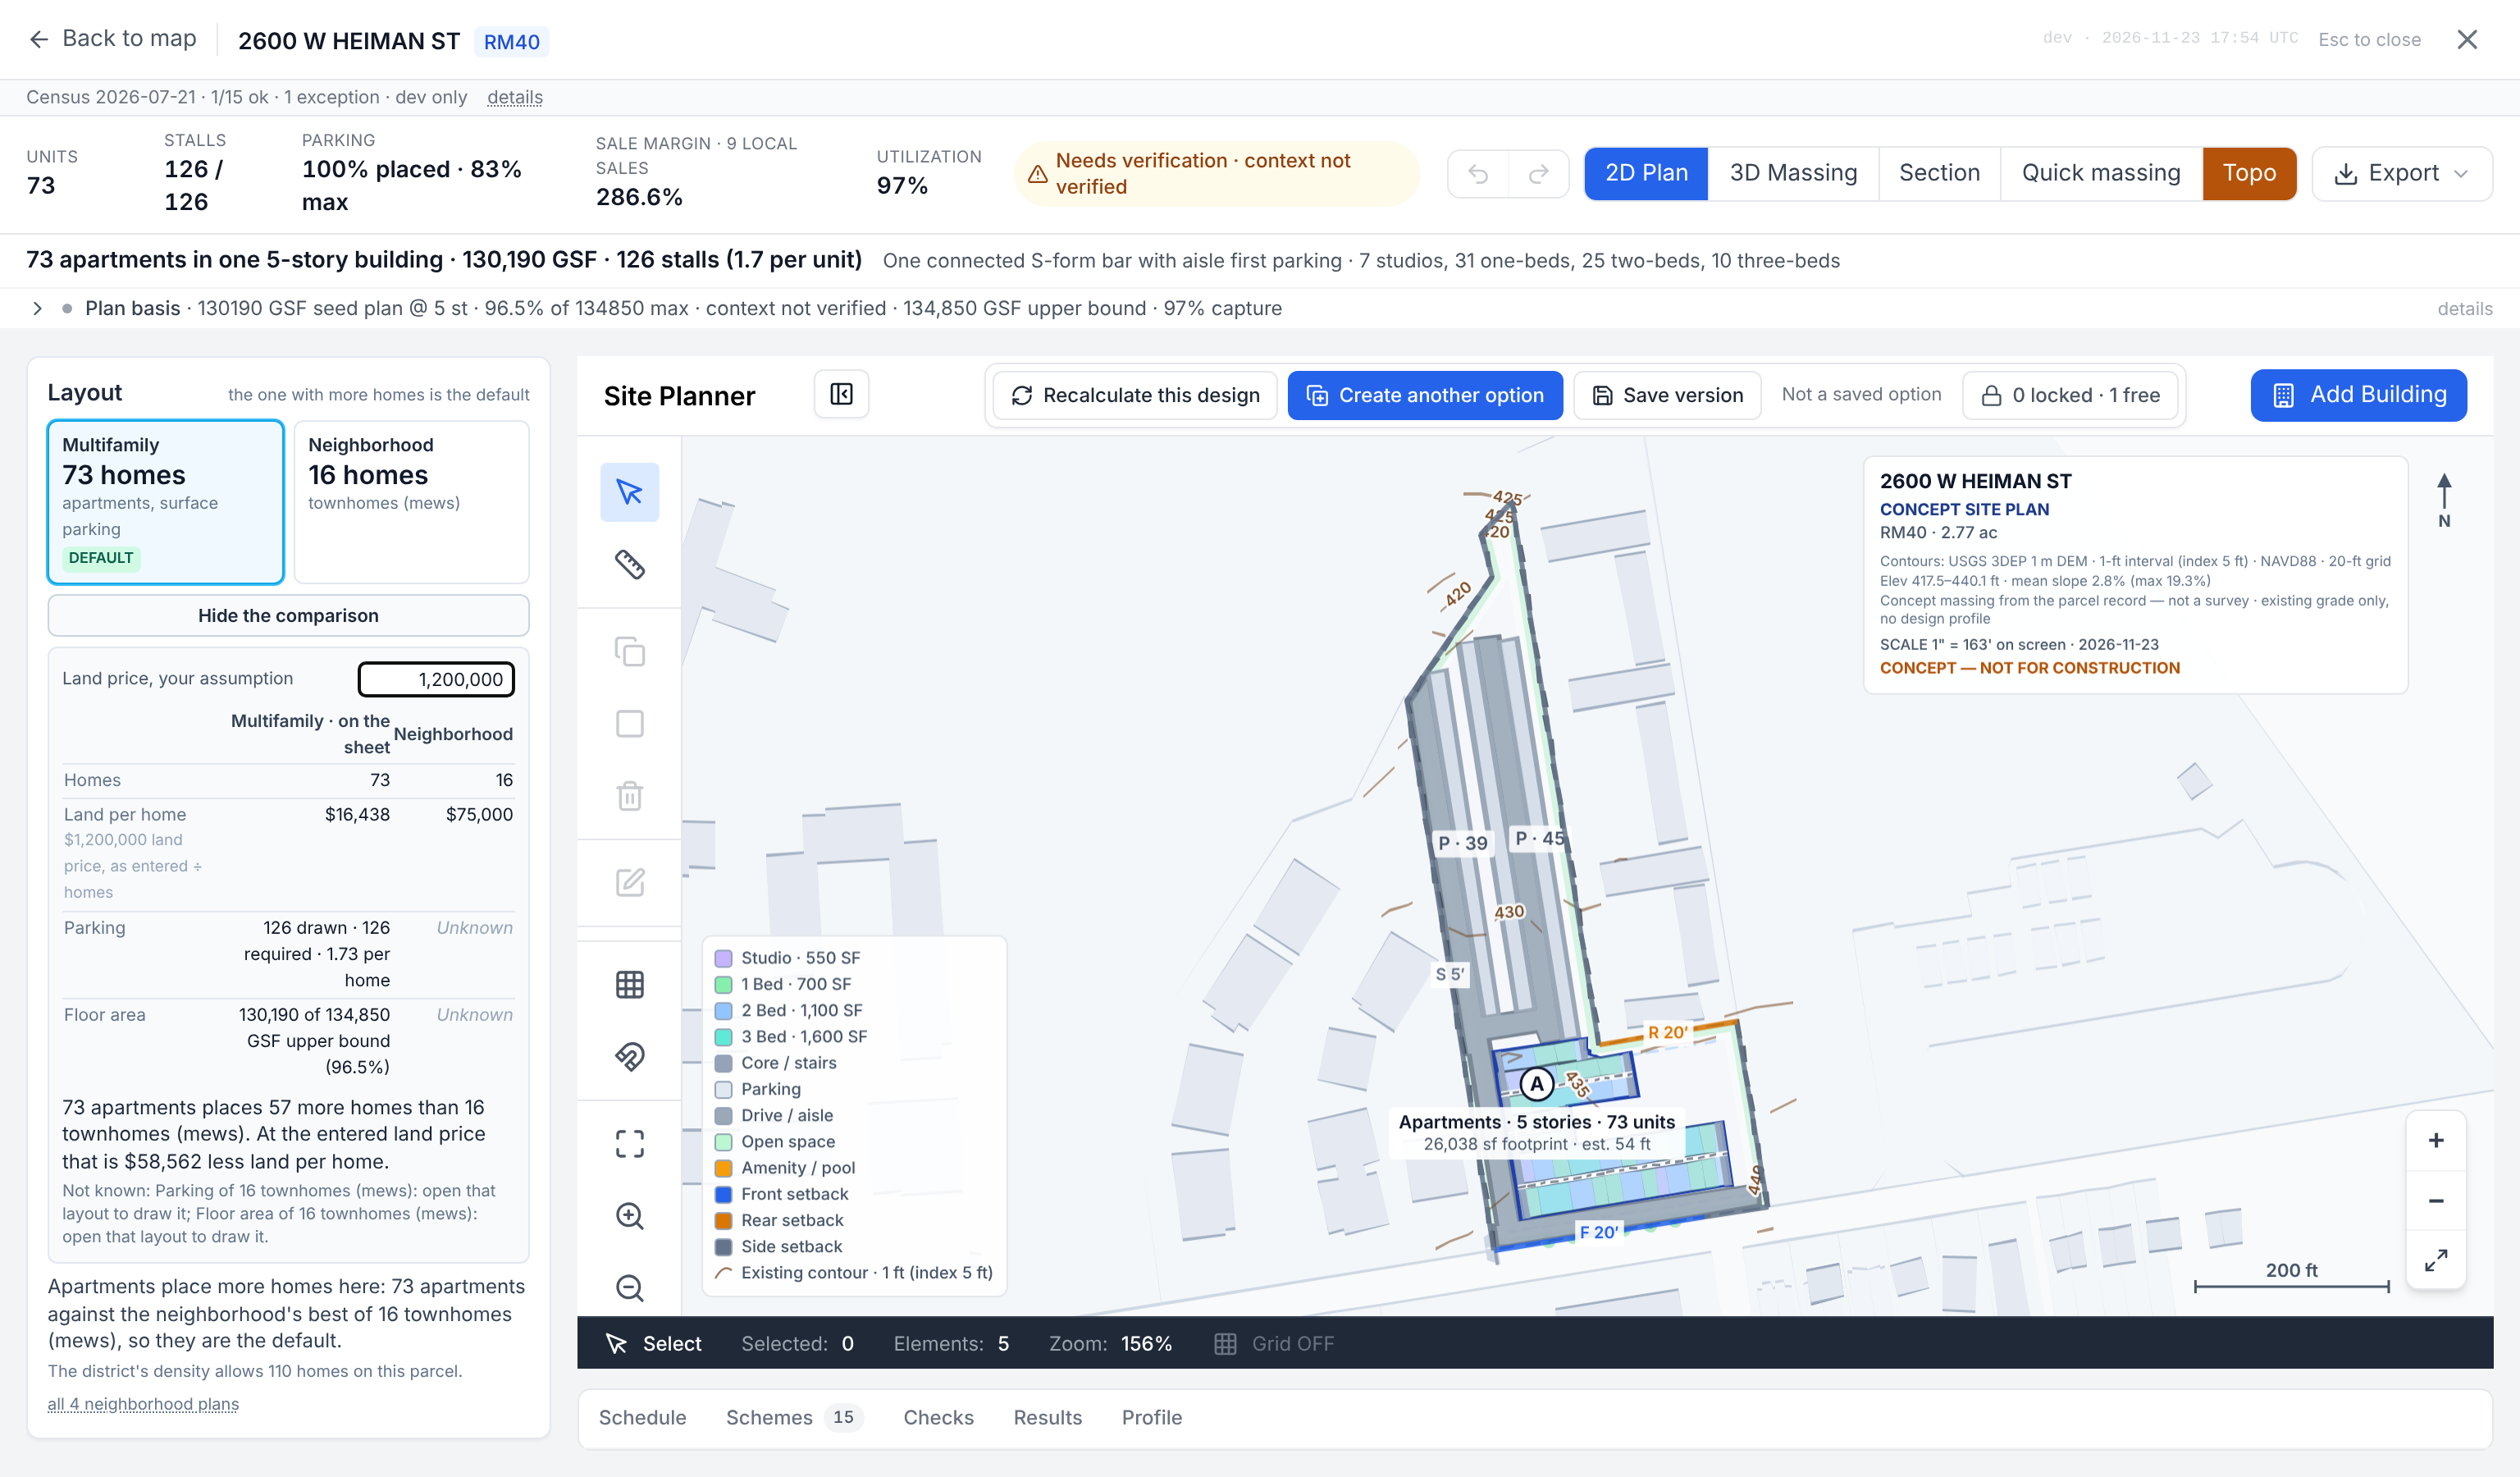 Back to map
2600 W HEIMAN ST RM40
dev · 2026-11-23 17:54 UTC
Esc to close
Census 2026-07-21 · 1/15 ok · 1 exception · dev only details
UNITS
73
STALLS
126 /
126
PARKING
100% placed · 83%
max
SALE MARGIN · 9 LOCAL
SALES
286.6%
UTILIZATION
97%
Needs verification · context not
verified
2D Plan
3D Massing
Section
Quick massing
Topo
Export
73 apartments in one 5-story building · 130,190 GSF · 126 stalls (1.7 per unit) One connected S-form bar with aisle first parking · 7 studios, 31 one-beds, 25 two-beds, 10 three-beds
Plan basis · 130190 GSF seed plan @ 5 st · 96.5% of 134850 max · context not verified · 134,850 GSF upper bound · 97% capture details
Layout
the one with more homes is the default
Multifamily
73 homes
apartments, surface
parking
DEFAULT
Neighborhood
16 homes
townhomes (mews)
Hide the comparison
Land price, your assumption 1,200,000
Multifamily · on the
sheet
Neighborhood
Homes 73 16
Land per home $16,438 $75,000
$1,200,000 land
price, as entered ÷
homes
Parking 126 drawn · 126 Unknown
required · 1.73 per
home
Floor area 130,190 of 134,850 Unknown
GSF upper bound
(96.5%)
73 apartments places 57 more homes than 16
townhomes (mews). At the entered land price
that is $58,562 less land per home.
Not known: Parking of 16 townhomes (mews): open that
layout to draw it; Floor area of 16 townhomes (mews):
open that layout to draw it.
Apartments place more homes here: 73 apartments
against the neighborhood's best of 16 townhomes
(mews), so they are the default.
The district's density allows 110 homes on this parcel.
all 4 neighborhood plans
Site Planner
Recalculate this design
Create another option
Save version
Not a saved option
0 locked · 1 free
Add Building
2600 W HEIMAN ST
CONCEPT SITE PLAN
RM40 · 2.77 ac
Contours: USGS 3DEP 1 m DEM · 1-ft interval (index 5 ft) · NAVD88 · 20-ft grid
Elev 417.5–440.1 ft · mean slope 2.8% (max 19.3%)
Concept massing from the parcel record — not a survey · existing grade only,
no design profile
SCALE 1" = 163' on screen · 2026-11-23
CONCEPT — NOT FOR CONSTRUCTION
N
425
425
420
420
P · 39
P · 45
430
S 5'
R 20'
A
435
Apartments · 5 stories · 73 units
26,038 sf footprint · est. 54 ft
440
F 20'
Studio · 550 SF
1 Bed · 700 SF
2 Bed · 1,100 SF
3 Bed · 1,600 SF
Core / stairs
Parking
Drive / aisle
Open space
Amenity / pool
Front setback
Rear setback
Side setback
Existing contour · 1 ft (index 5 ft)
200 ft
Select Selected: 0 Elements: 5 Zoom: 156% Grid OFF
Schedule Schemes 15 Checks Results Profile